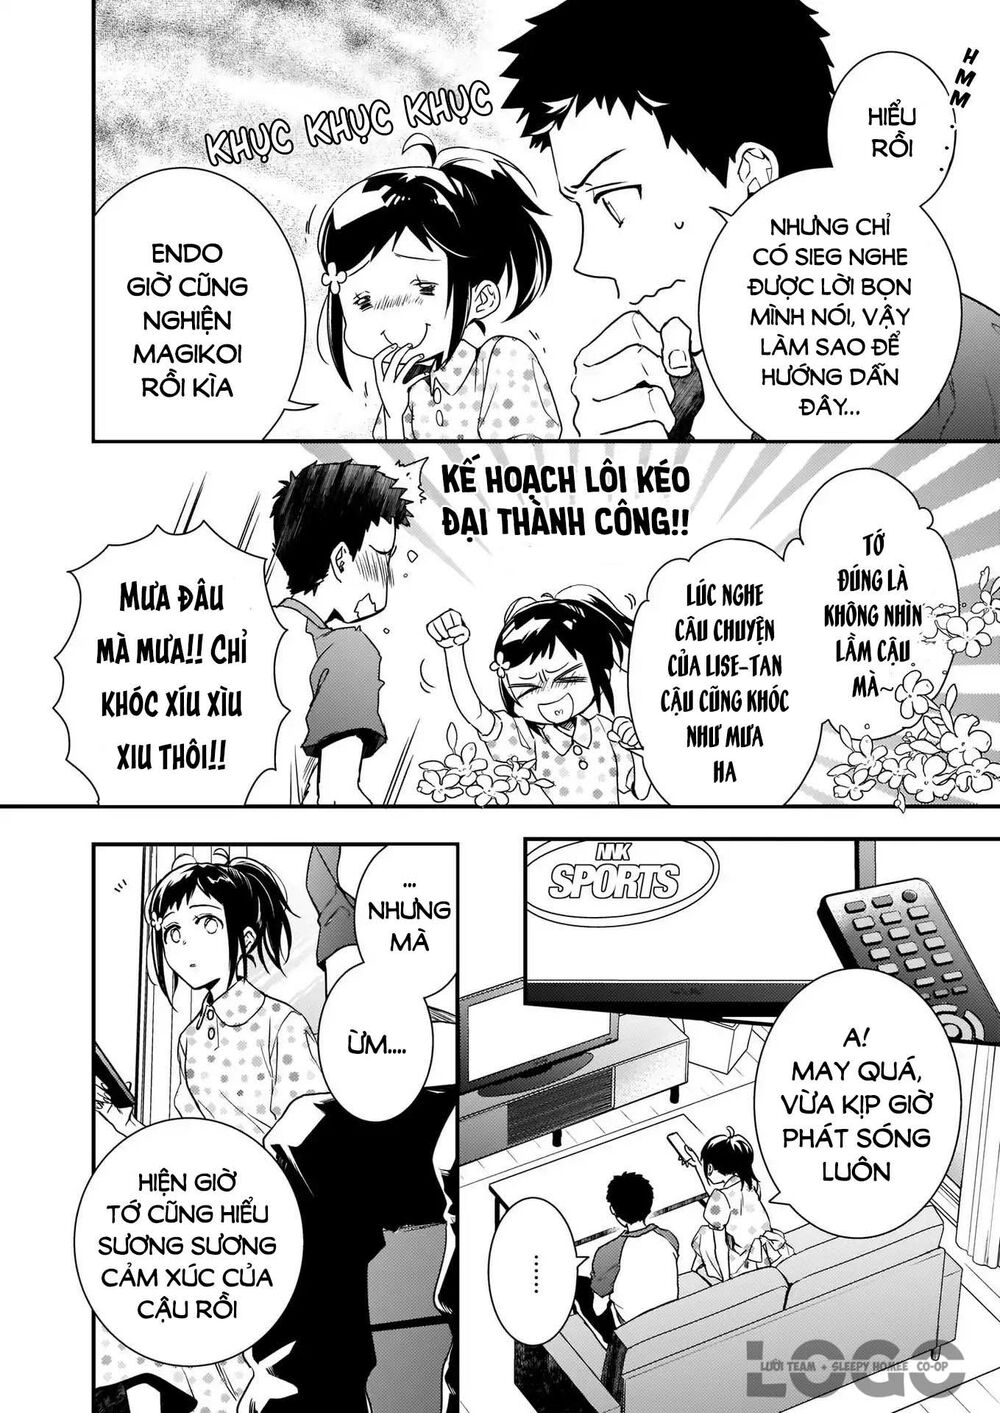 HMM....
HIỂU
RỒI
NHƯNG CHỈ
CÓ SIEG NGHE
ĐƯỢC LỜI BỌN
MÌNH NÓI, VẬY
LÀM SAO ĐỂ
HƯỚNG DẪN
ĐÂY...
KHỤC KHỤC KHỤC
ENDO
GIỜ CŨNG
NGHIỆN
MAGIKOI
RỒI KÌA
TỚ
ĐÚNG LÀ
KHÔNG NHÌN
LẦM CẬU
MÀ~
LÚC NGHE
CÂU CHUYỆN
CỦA LISE-TAN
CẬU CŨNG KHÓC
NHƯ MƯA
HA
KẾ HOẠCH LÔI KÉO
ĐẠI THÀNH CÔNG!!
MƯA ĐÂU
MÀ MƯA!! CHỈ
KHÓC XÍU XÌU
XIU THÔI!!
NNK
SPORTS
A!
MAY QUÁ,
VỪA KỊP GIỜ
PHÁT SÓNG
LUÔN
........
...
NHƯNG
MÀ
ỪM....
HIỆN GIỜ
TỚ CŨNG HIỂU
SƯƠNG SƯƠNG
CẢM XÚC CỦA
CẬU RỒI
LOGC
LƯỜI TEAM + SLEEPY HOMEE CO-OP